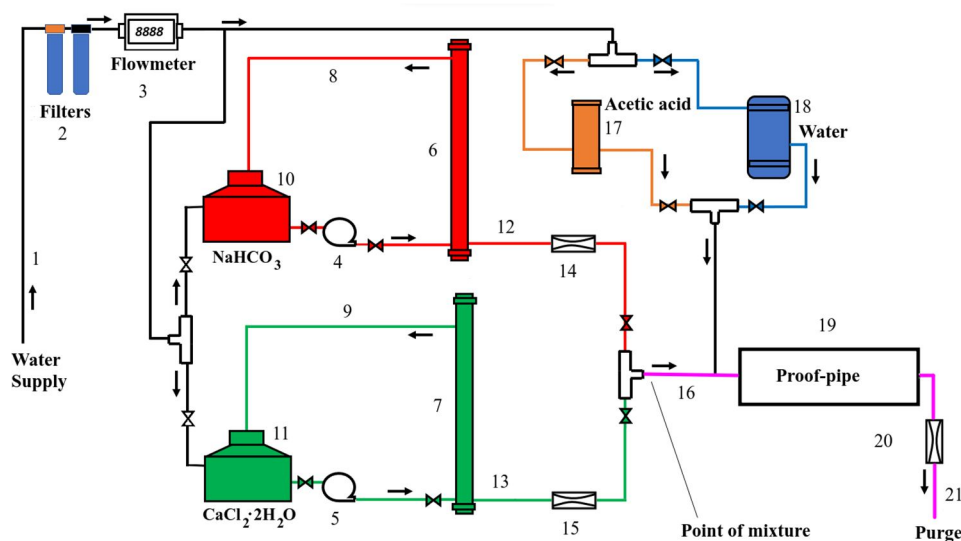 8888
Flowmeter
3
Filters
2
8
6
Acetic acid
17
18
Water
10
NaHCO3
4
12
14
1
Water
Supply
9
7
19
Proof-pipe
16
11
CaCl2·2H2O
5
13
15
20
21
Point of mixture
Purge